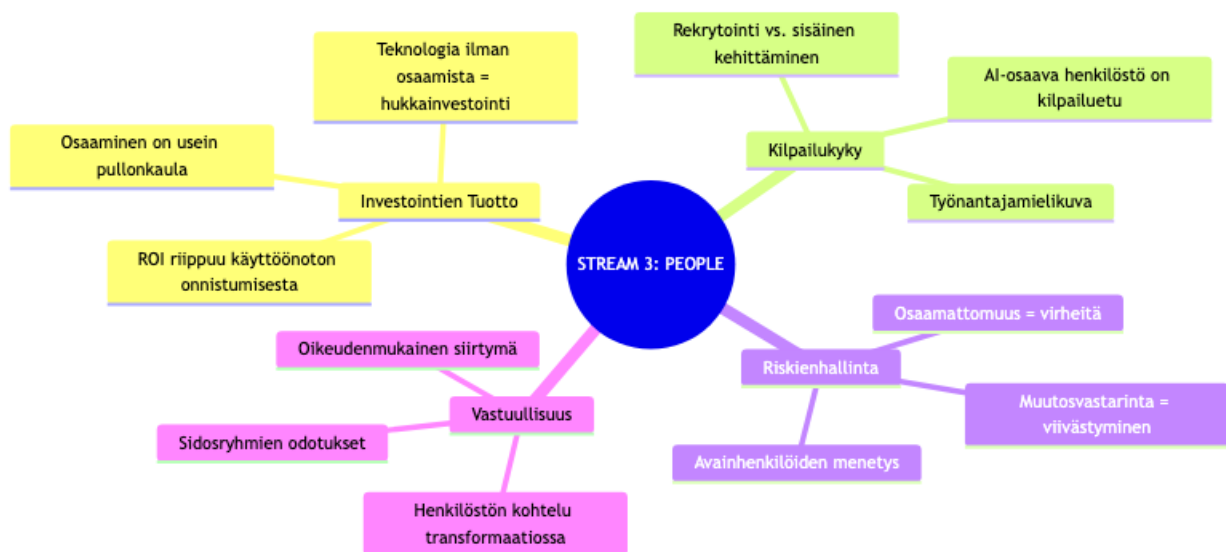 STREAM 3: PEOPLE
Investointien Tuotto
Teknologia ilman
osaamista =
hukkainvestointi
Osaaminen on usein
pullonkaula
ROI riippuu käyttöönoton
onnistumisesta
Kilpailukyky
Rekrytointi vs. sisäinen
kehittäminen
AI-osaava henkilöstö on
kilpailuetu
Työnantajamielikuva
Riskienhallinta
Osaamattomuus = virheitä
Muutosvastarinta =
viivästyminen
Avainhenkilöiden menetys
Vastuullisuus
Oikeudenmukainen siirtymä
Sidosryhmien odotukset
Henkilöstön kohtelu
transformaatiossa